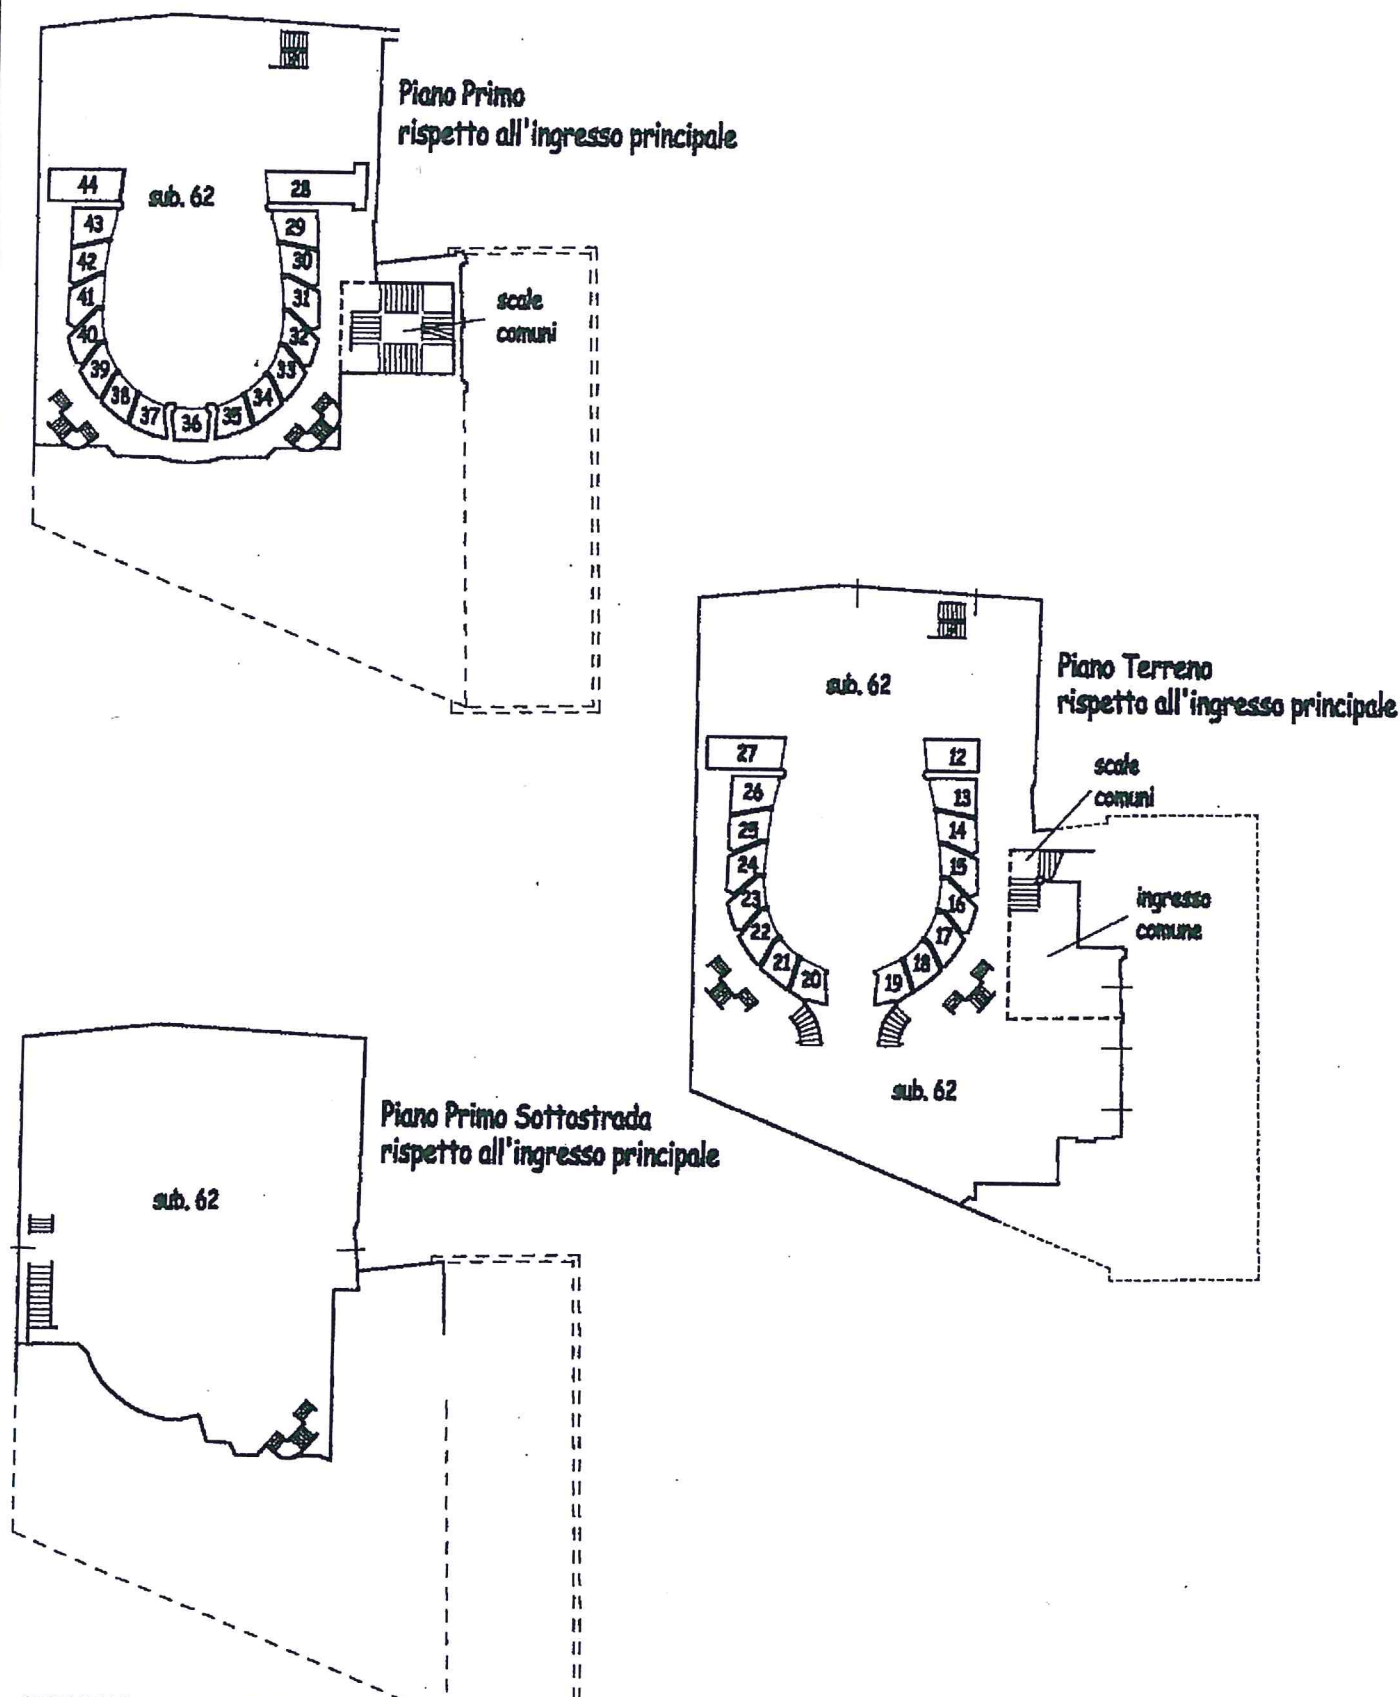 Piano Primo
rispetto all'ingresso principale
44
sub. 62
28
43
29
42
30
41
31
40
32
39
33
38
34
37
36
35
scale
comuni
Piano Terreno
rispetto all'ingresso principale
sub. 62
27
12
26
13
25
14
24
15
23
16
22
17
21
18
20
19
scale
comuni
ingresso
comune
sub. 62
Piano Primo Sottostrada
rispetto all'ingresso principale
sub. 62